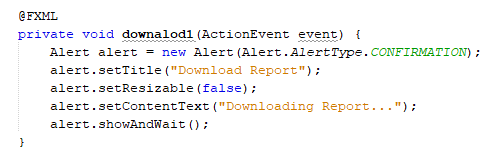 @FXML
private void downalod1(ActionEvent event) {
    Alert alert = new Alert(Alert.AlertType.CONFIRMATION);
    alert.setTitle("Download Report");
    alert.setResizable(false);
    alert.setContentText("Downloading Report...");
    alert.showAndWait();
}